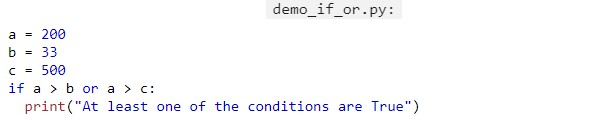 demo_if_or.py:
a = 200
b = 33
c = 500
if a > b or a > c:
  print("At least one of the conditions are True")